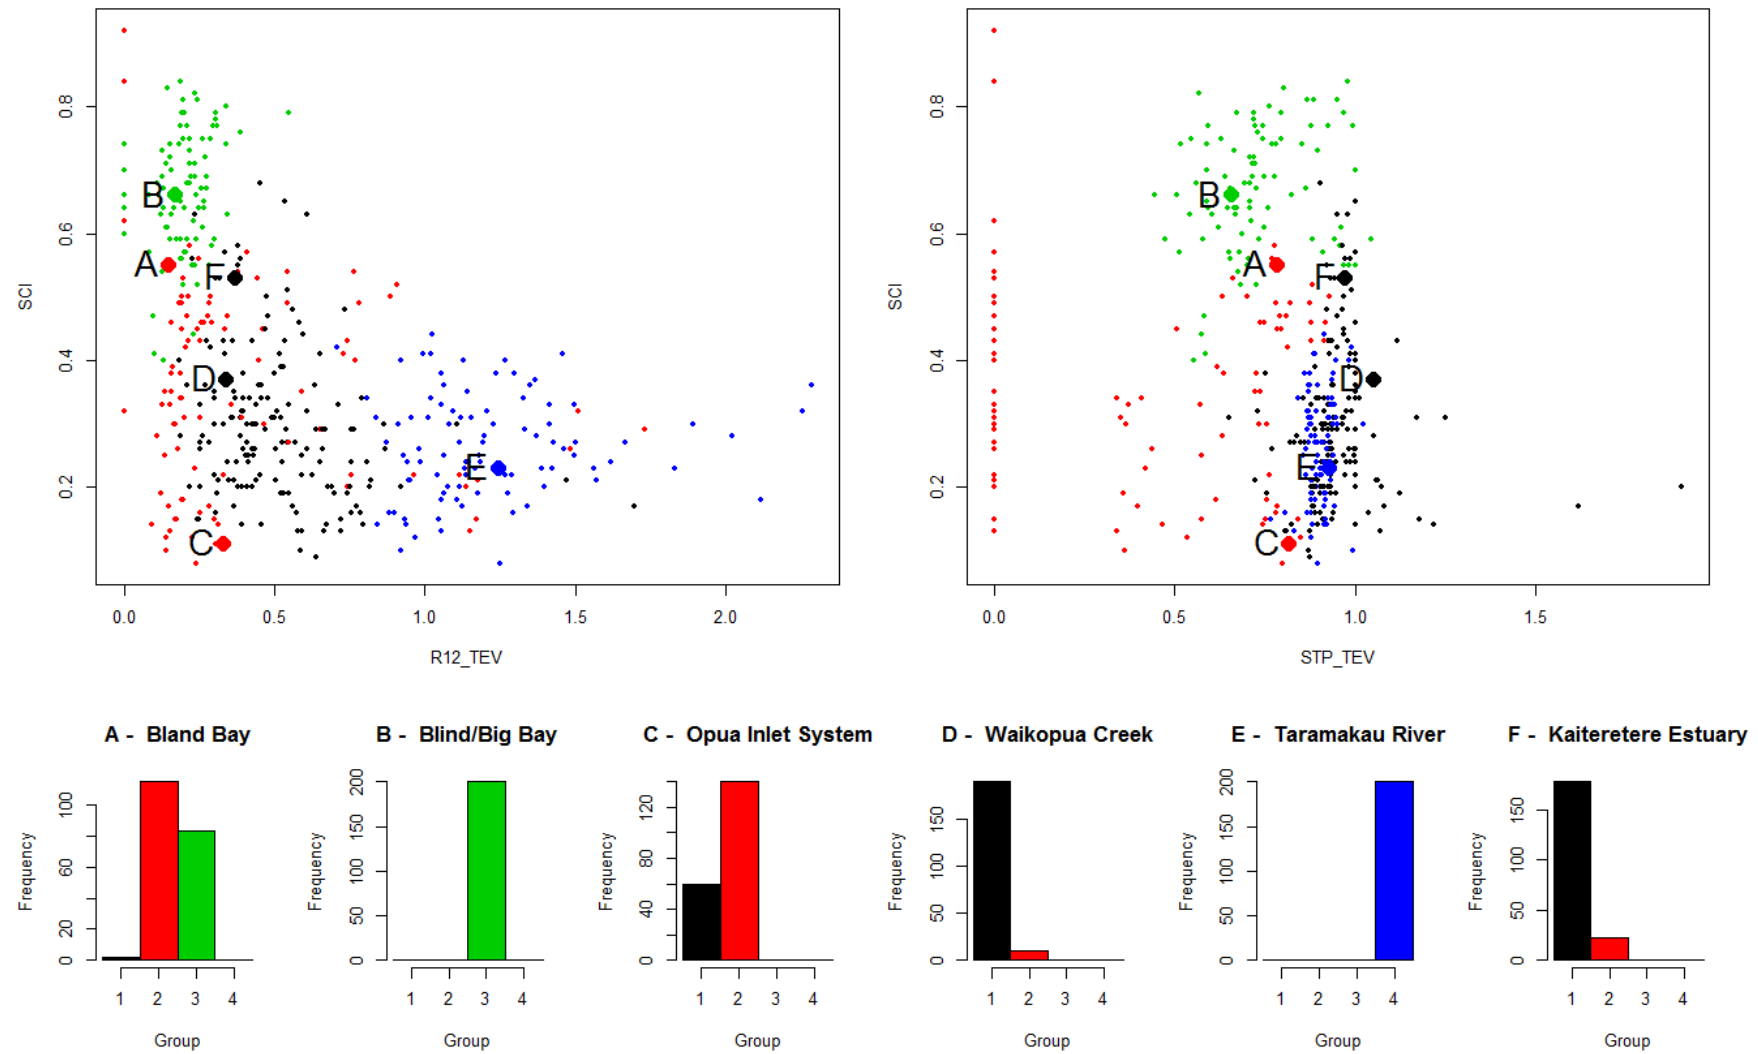 SCI
0.2 0.4 0.6 0.8
A
B
C
D
E
F
0.0 0.5 1.0 1.5 2.0
R12_TEV
SCI
0.2 0.4 0.6 0.8
A
B
C
D
E
F
0.0 0.5 1.0 1.5
STP_TEV
A - Bland Bay
Frequency
0 20 60 100
1 2 3 4
Group
B - Blind/Big Bay
Frequency
0 50 100 150 200
1 2 3 4
Group
C - Opua Inlet System
Frequency
0 40 80 120
1 2 3 4
Group
D - Waikopua Creek
Frequency
0 50 100 150
1 2 3 4
Group
E - Taramakau River
Frequency
0 50 100 150 200
1 2 3 4
Group
F - Kaiteretere Estuary
Frequency
0 50 100 150
1 2 3 4
Group